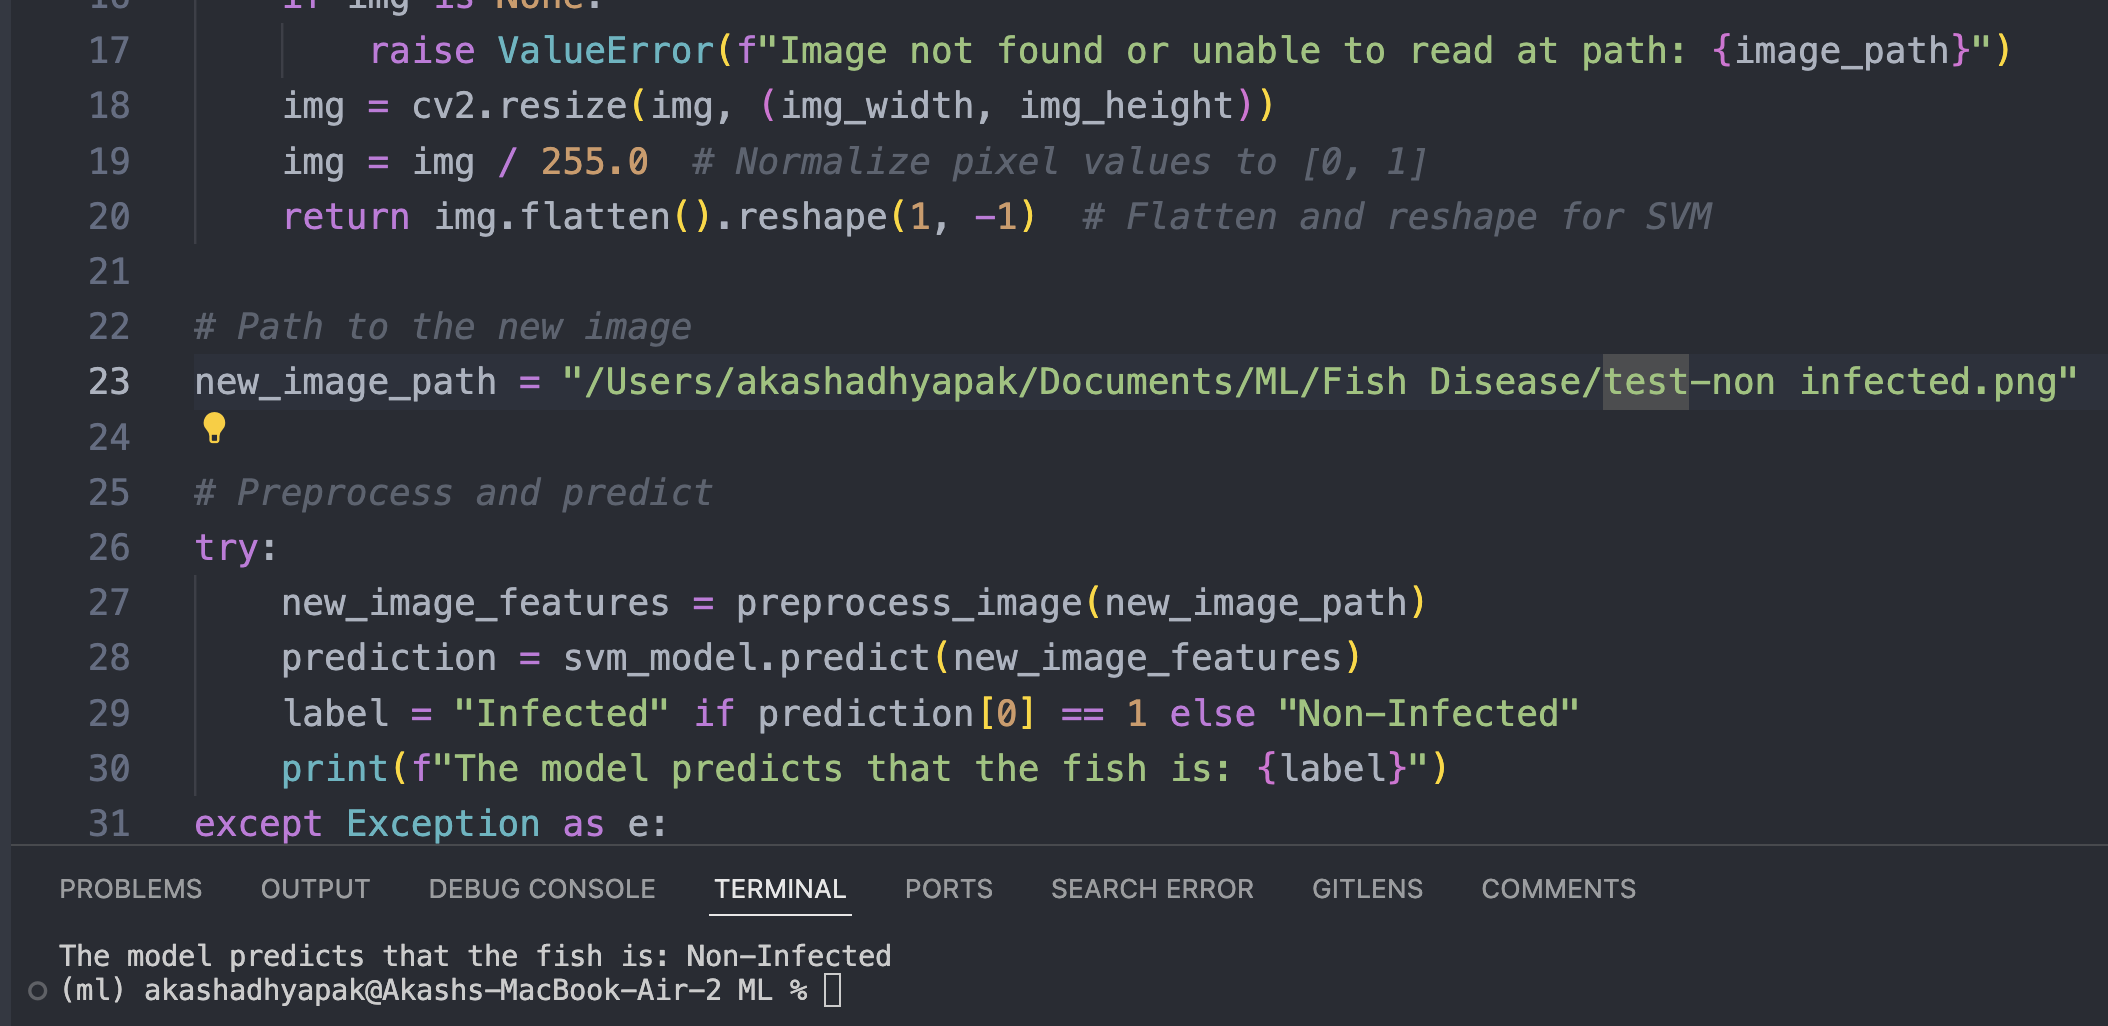 16 if img is None:
17 raise ValueError(f"Image not found or unable to read at path: {image_path}")
18 img = cv2.resize(img, (img_width, img_height))
19 img = img / 255.0  # Normalize pixel values to [0, 1]
20 return img.flatten().reshape(1, -1)  # Flatten and reshape for SVM
21
22 # Path to the new image
23 new_image_path = "/Users/akashadhyapak/Documents/ML/Fish Disease/test-non infected.png"
24
25 # Preprocess and predict
26 try:
27 new_image_features = preprocess_image(new_image_path)
28 prediction = svm_model.predict(new_image_features)
29 label = "Infected" if prediction[0] == 1 else "Non-Infected"
30 print(f"The model predicts that the fish is: {label}")
31 except Exception as e:
PROBLEMS OUTPUT DEBUG CONSOLE TERMINAL PORTS SEARCH ERROR GITLENS COMMENTS
The model predicts that the fish is: Non-Infected
(ml) akashadhyapak@Akashs-MacBook-Air-2 ML %